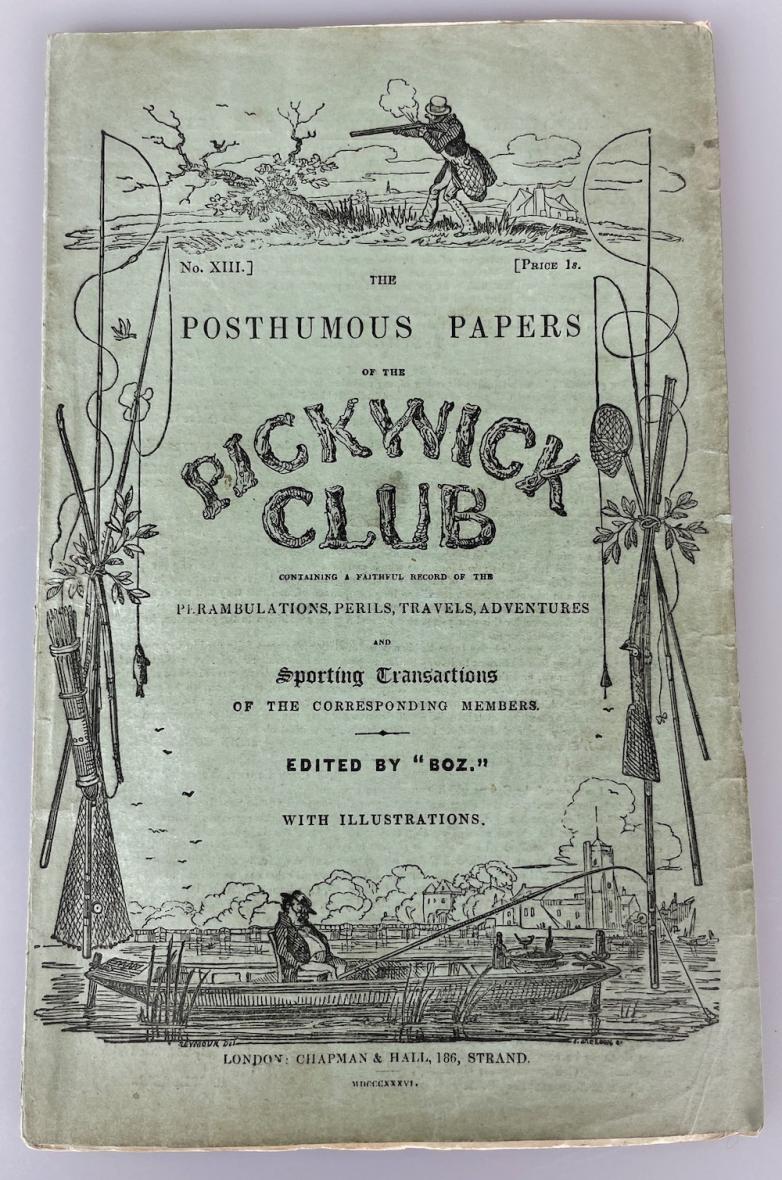 No. XIII.] [PRICE 1s.
THE
POSTHUMOUS PAPERS
OF THE
PICKWICK
CLUB
CONTAINING A FAITHFUL RECORD OF THE
PERAMBULATIONS, PERILS, TRAVELS, ADVENTURES
AND
Sporting Transactions
OF THE CORRESPONDING MEMBERS.
EDITED BY "BOZ."
WITH ILLUSTRATIONS.
SEYMOUR DEL
LONDON: CHAPMAN & HALL, 186, STRAND.
MDCCCXXXVI.